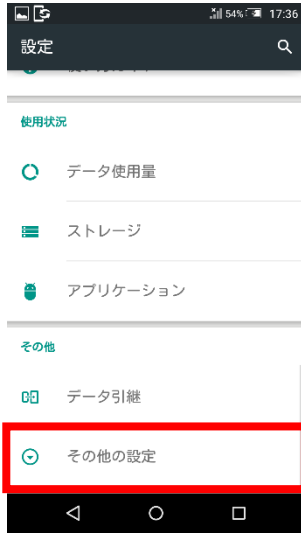 54% 17:36
設定
使用状況
データ使用量
ストレージ
アプリケーション
その他
データ引継
その他の設定